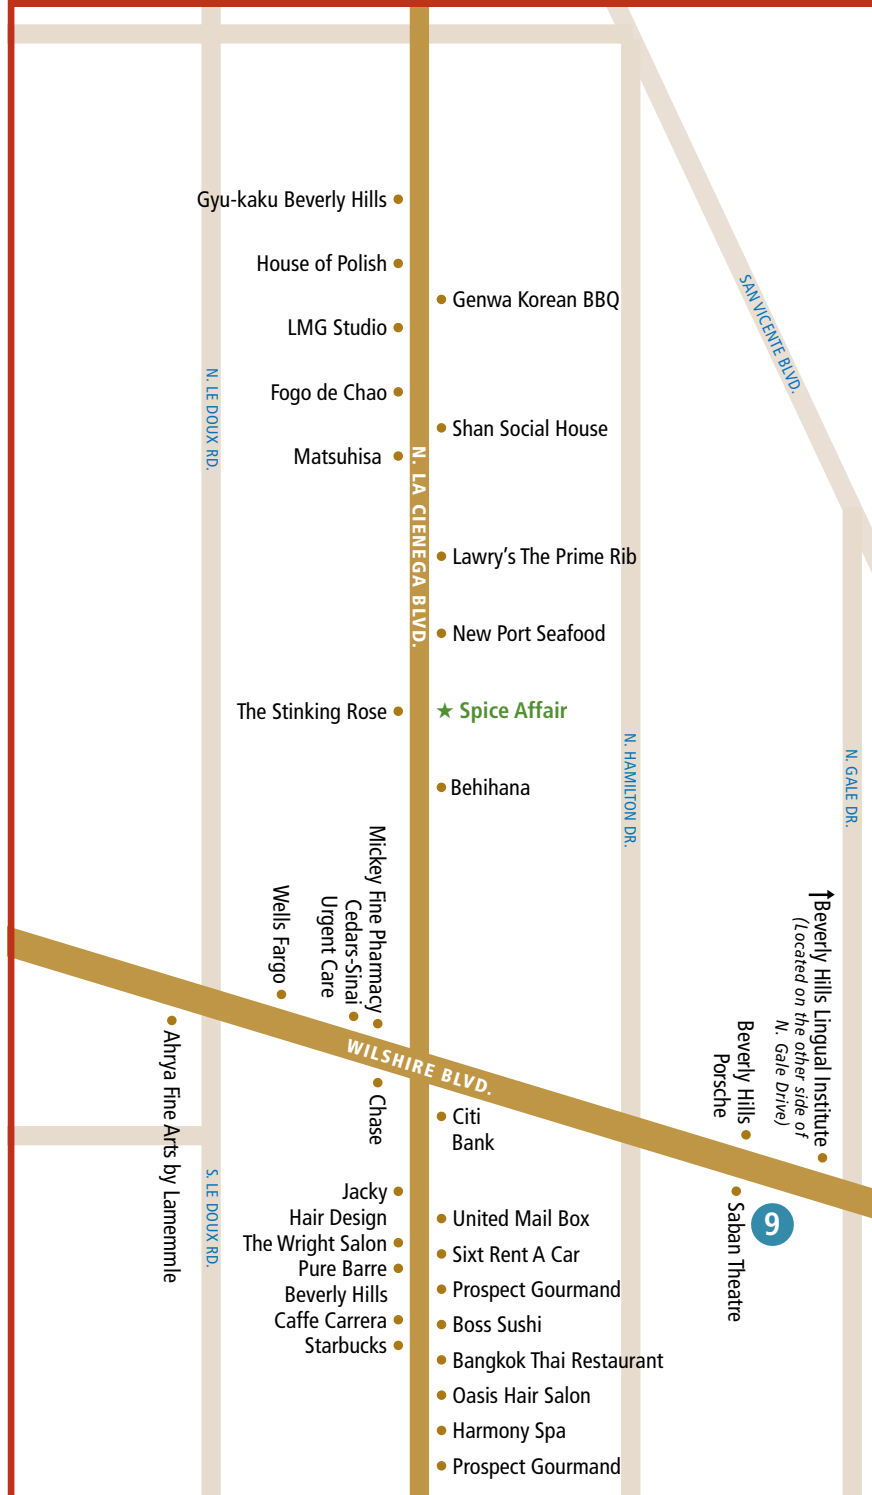 Gyu-kaku Beverly Hills
House of Polish
Genwa Korean BBQ
SAN VICENTE BLVD.
LMG Studio
N. LE DOUX RD.
Fogo de Chao
Shan Social House
Matsuhisa
N. LA CIENEGA BLVD.
Lawry's The Prime Rib
New Port Seafood
The Stinking Rose
★ Spice Affair
N. HAMILTON DR.
N. GALE DR.
Behihana
Mickey Fine Pharmacy
Cedars-Sinai
Urgent Care
Wells Fargo
Beverly Hills Lingual Institute
(Located on the other side of
N. Gale Drive)
Beverly Hills
Porsche
WILSHIRE BLVD.
Ahrya Fine Arts by Lamemmle
Chase
Citi
Bank
S. LE DOUX RD.
Jacky
Hair Design
The Wright Salon
Pure Barre
Beverly Hills
Caffe Carrera
Starbucks
United Mail Box
Sixt Rent A Car
Prospect Gourmand
Boss Sushi
Bangkok Thai Restaurant
Oasis Hair Salon
Harmony Spa
Prospect Gourmand
Saban Theatre
9